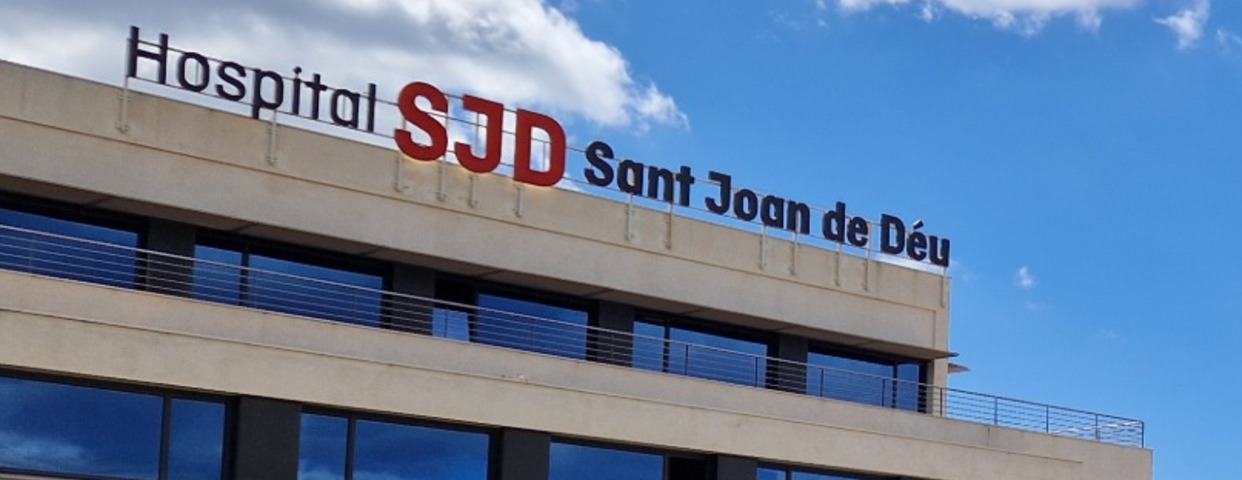 Hospital SJD Sant Joan de Déu